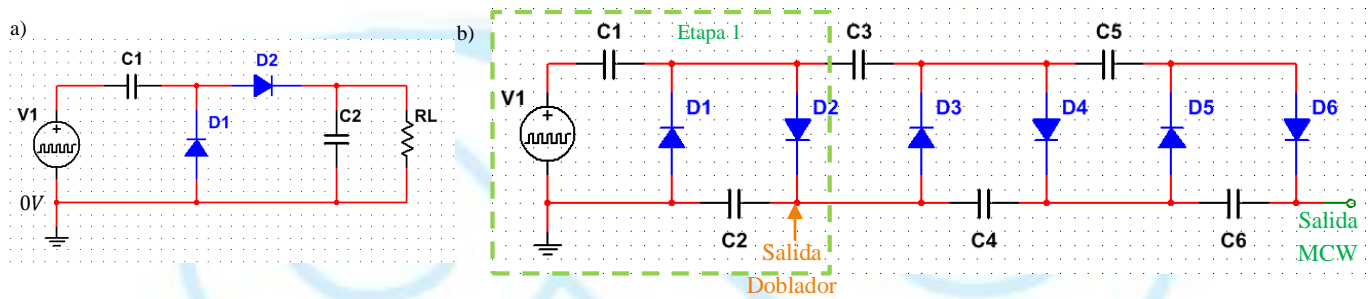 a)
C1
D2
V1
D1
C2
RL
0V
b)
Etapa 1
C1
C3
C5
V1
D1
D2
D3
D4
D5
D6
C2
C4
C6
Salida
Doblador
Salida
MCW